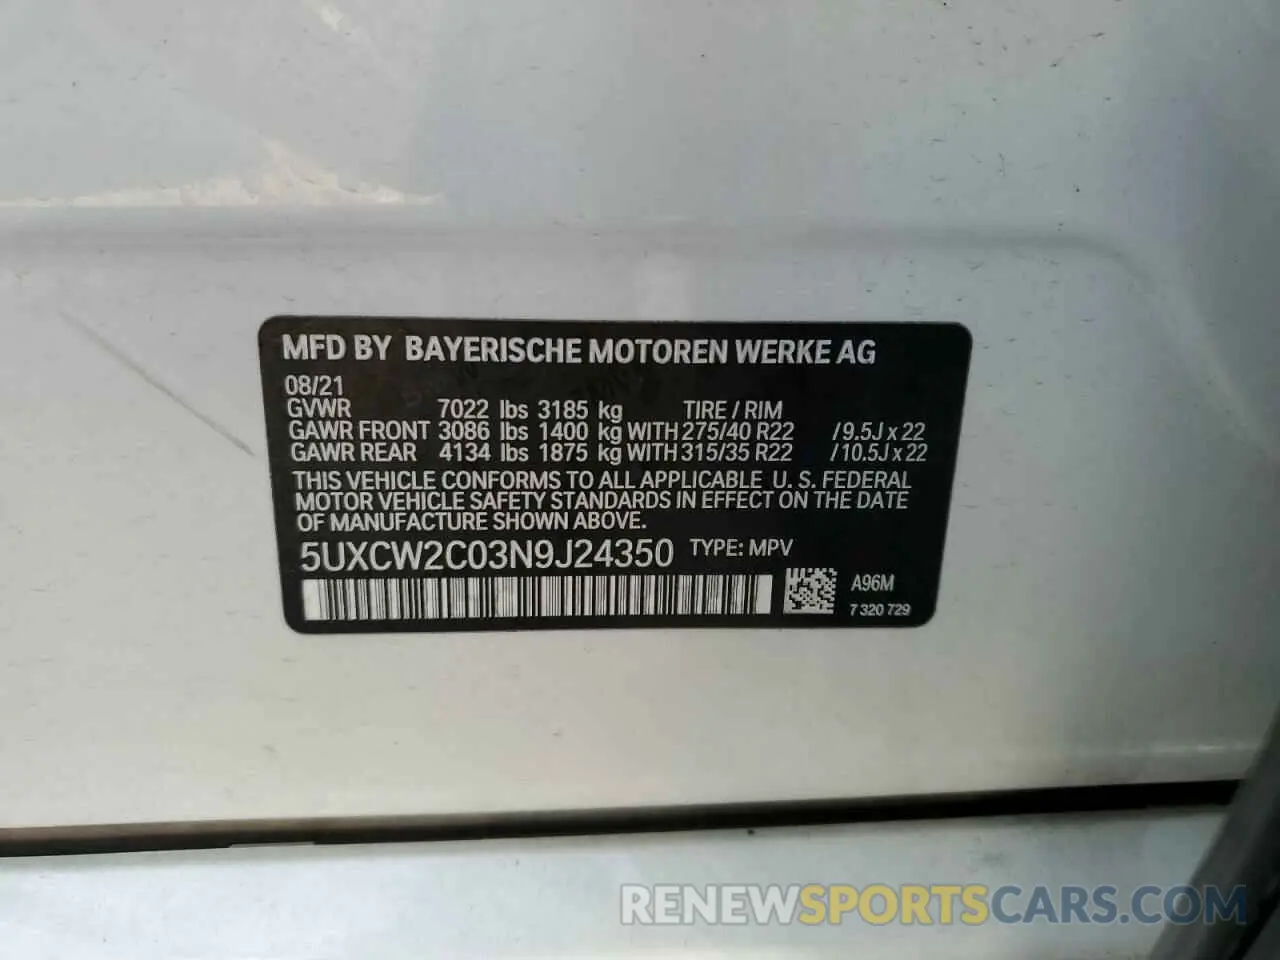 MFD BY BAYERISCHE MOTOREN WERKE AG
08/21
GVWR 7022 lbs 3185 kg TIRE / RIM
GAWR FRONT 3086 lbs 1400 kg WITH 275/40 R22 /9.5J x 22
GAWR REAR 4134 lbs 1875 kg WITH 315/35 R22 /10.5J x 22
THIS VEHICLE CONFORMS TO ALL APPLICABLE U. S. FEDERAL
MOTOR VEHICLE SAFETY STANDARDS IN EFFECT ON THE DATE
OF MANUFACTURE SHOWN ABOVE.
5UXCW2C03N9J24350 TYPE: MPV
A96M
7 320 729
RENEWSPORTSCARS.COM